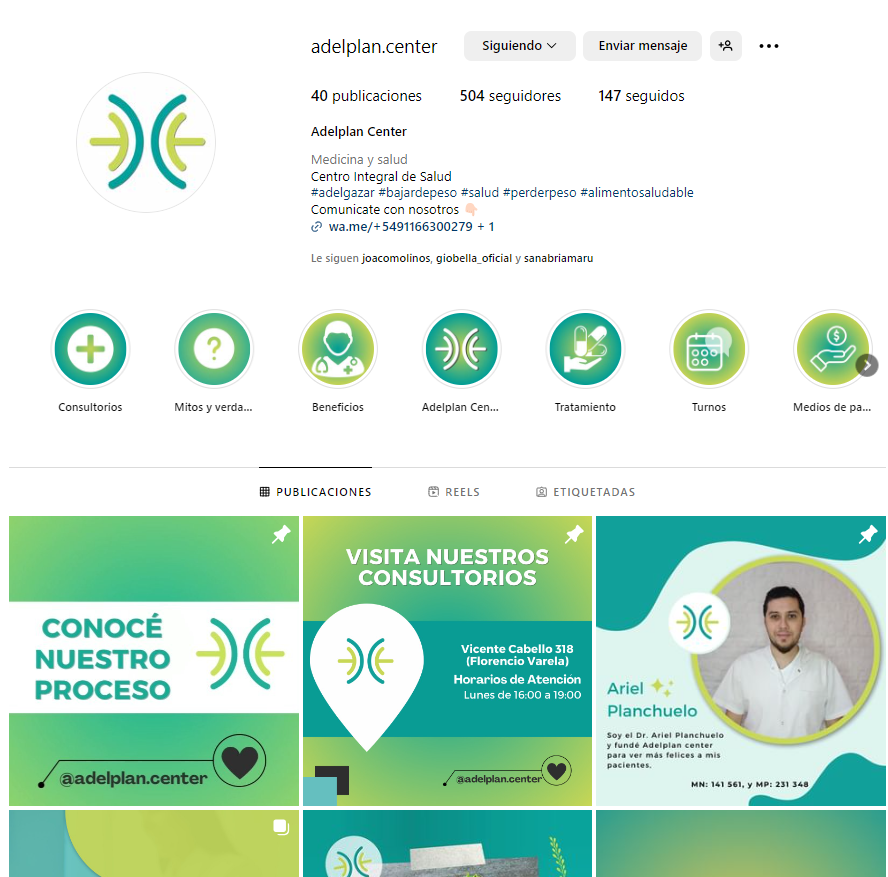 adelplan.center
Siguiendo
Enviar mensaje
40 publicaciones
504 seguidores
147 seguidos
Adelplan Center
Medicina y salud
Centro Integral de Salud
#adelgazar #bajardepeso #salud #perderpeso #alimentosaludable
Comunicate con nosotros 👇🏻
wa.me/+5491166300279 + 1
Le siguen joacomolinos, giobella_oficial y sanabriamaru
Consultorios
Mitos y verda...
Beneficios
Adelplan Cen...
Tratamiento
Turnos
Medios de pa...
PUBLICACIONES
REELS
ETIQUETADAS
CONOCÉ
NUESTRO
PROCESO
@adelplan.center
VISITA NUESTROS
CONSULTORIOS
Vicente Cabello 318
(Florencio Varela)
Horarios de Atención
Lunes de 16:00 a 19:00
@adelplan.center
Ariel
Planchuelo
Soy el Dr. Ariel Planchuelo
y fundé Adelplan center
para ver más felices a mis
pacientes.
MN: 141 561, y MP: 231 348